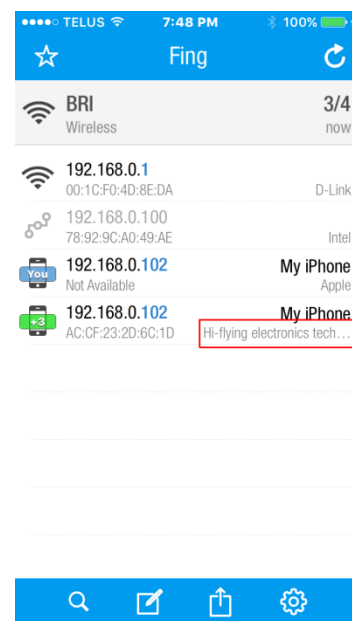 TELUS 7:48 PM 100%
Fing
BRI 3/4
Wireless now
192.168.0.1
00:1C:F0:4D:8E:DA D-Link
192.168.0.100
78:92:9C:A0:49:AE Intel
You 192.168.0.102 My iPhone
Not Available Apple
+3 192.168.0.102 My iPhone
AC:CF:23:2D:6C:1D Hi-flying electronics tech...